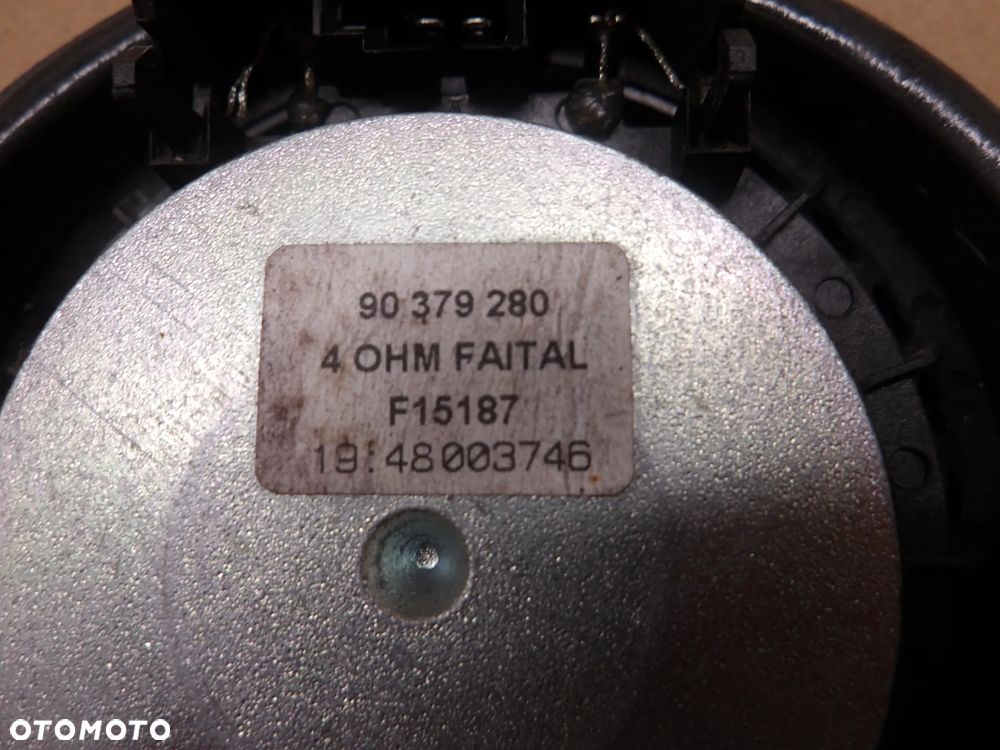 90 379 280
4 OHM FAITAL
F15187
19:48003746
OTOMOTO